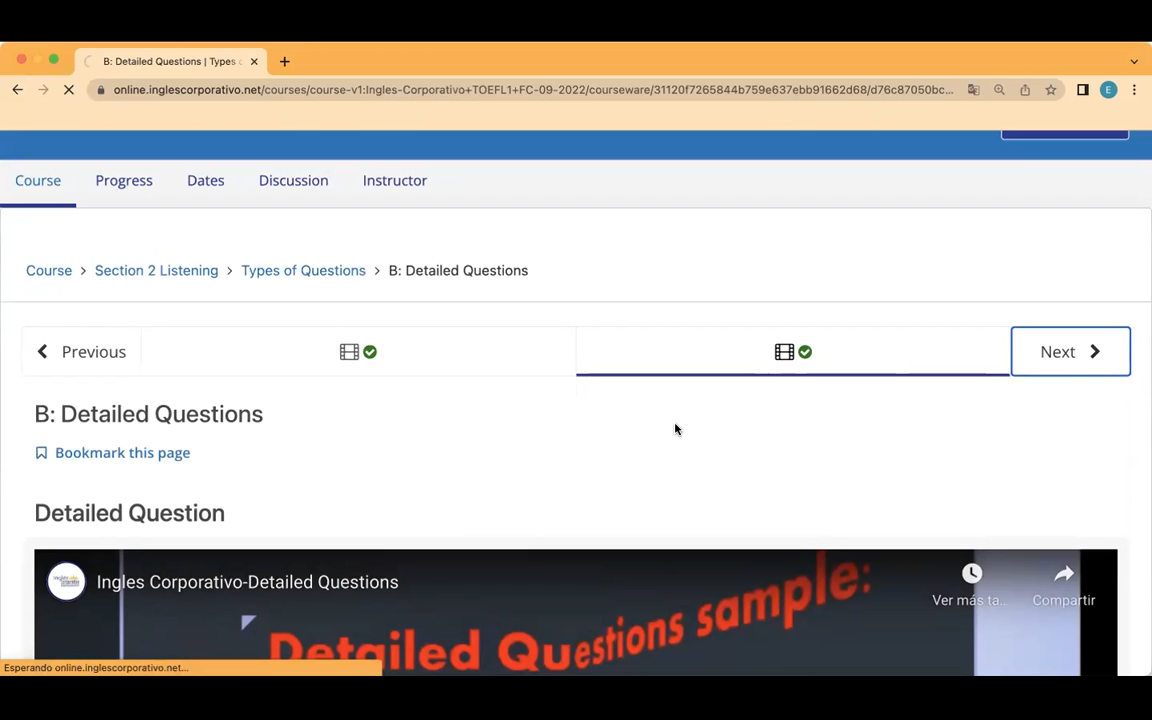 B: Detailed Questions | Types
online.inglescorporativo.net/courses/course-v1:Ingles-Corporativo+TOEFL1+FC-09-2022/courseware/31120f7265844b759e637ebb91662d68/d76c87050bc...
E
Course Progress Dates Discussion Instructor
Course > Section 2 Listening > Types of Questions > B: Detailed Questions
Previous
Next
B: Detailed Questions
Bookmark this page
Detailed Question
Ingles Corporativo-Detailed Questions
Ver más ta... Compartir
Detailed Questions sample:
Esperando online.inglescorporativo.net...